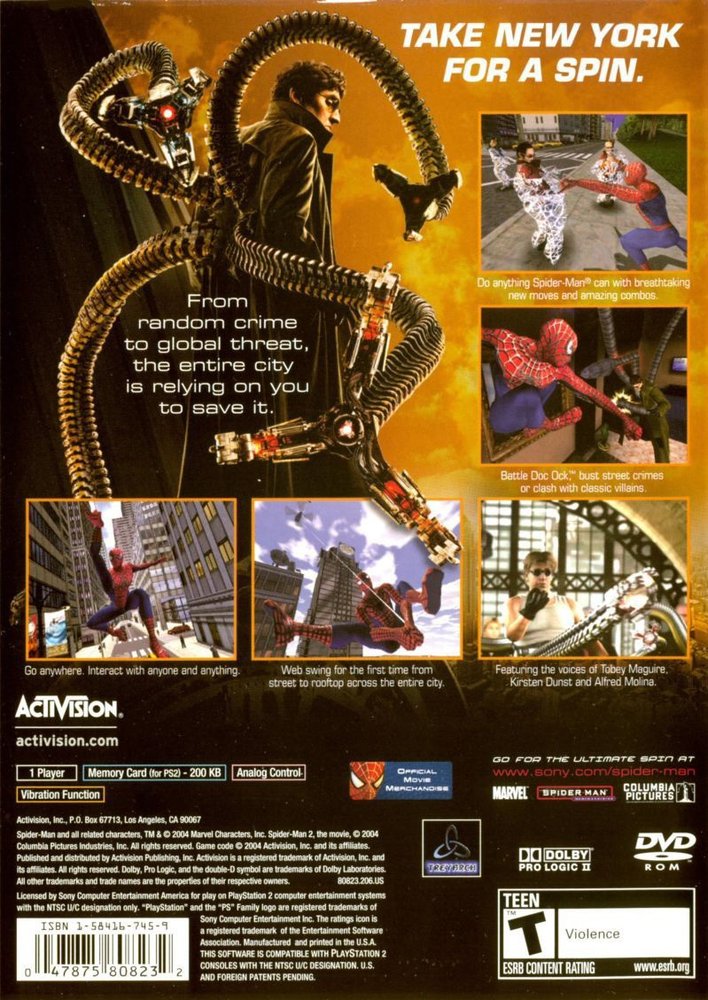 TAKE NEW YORK
FOR A SPIN.
Do anything Spider-Man® can with breathtaking
new moves and amazing combos.
From
random crime
to global threat,
the entire city
is relying on you
to save it.
Battle Doc Ock,™ bust street crimes
or clash with classic villains.
Go anywhere. Interact with anyone and anything.
Web swing for the first time from
street to rooftop across the entire city.
Featuring the voices of Tobey Maguire,
Kirsten Dunst and Alfred Molina.
ACTIVISION®
activision.com
1 Player
Memory Card (for PS2) - 200 KB
Analog Control
Vibration Function
OFFICIAL
MOVIE
MERCHANDISE
GO FOR THE ULTIMATE SPIN AT
www.sony.com/spider-man
MARVEL
SPIDER-MAN
MERCHANDISE
COLUMBIA
PICTURES
Activision, Inc., P.O. Box 67713, Los Angeles, CA 90067
Spider-Man and all related characters, TM & © 2004 Marvel Characters, Inc. Spider-Man 2, the movie, © 2004
Columbia Pictures Industries, Inc. All rights reserved. Game code © 2004 Activision, Inc. and its affiliates.
Published and distributed by Activision Publishing, Inc. Activision is a registered trademark of Activision, Inc. and
its affiliates. All rights reserved. Dolby, Pro Logic, and the double-D symbol are trademarks of Dolby Laboratories.
All other trademarks and trade names are the properties of their respective owners.
80823.206.US
TREYARCH
DOLBY
PRO LOGIC II
DVD
ROM
Licensed by Sony Computer Entertainment America for play on PlayStation 2 computer entertainment systems
with the NTSC U/C designation only. "PlayStation" and the "PS" Family logo are registered trademarks of
Sony Computer Entertainment Inc. The ratings icon is
a registered trademark of the Entertainment Software
Association. Manufactured and printed in the U.S.A.
THIS SOFTWARE IS COMPATIBLE WITH PLAYSTATION 2
CONSOLES WITH THE NTSC U/C DESIGNATION. U.S.
AND FOREIGN PATENTS PENDING.
ISBN 1-58416-745-9
0 47875 80823 2
TEEN
T
TM
Violence
ESRB CONTENT RATING
www.esrb.org